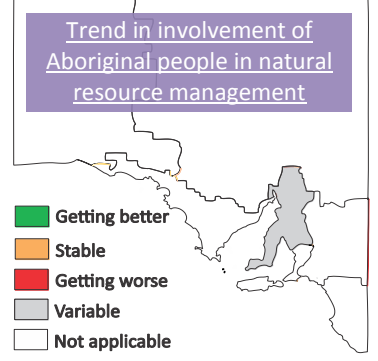 Trend in involvement of
Aboriginal people in natural
resource management
Getting better
Stable
Getting worse
Variable
Not applicable